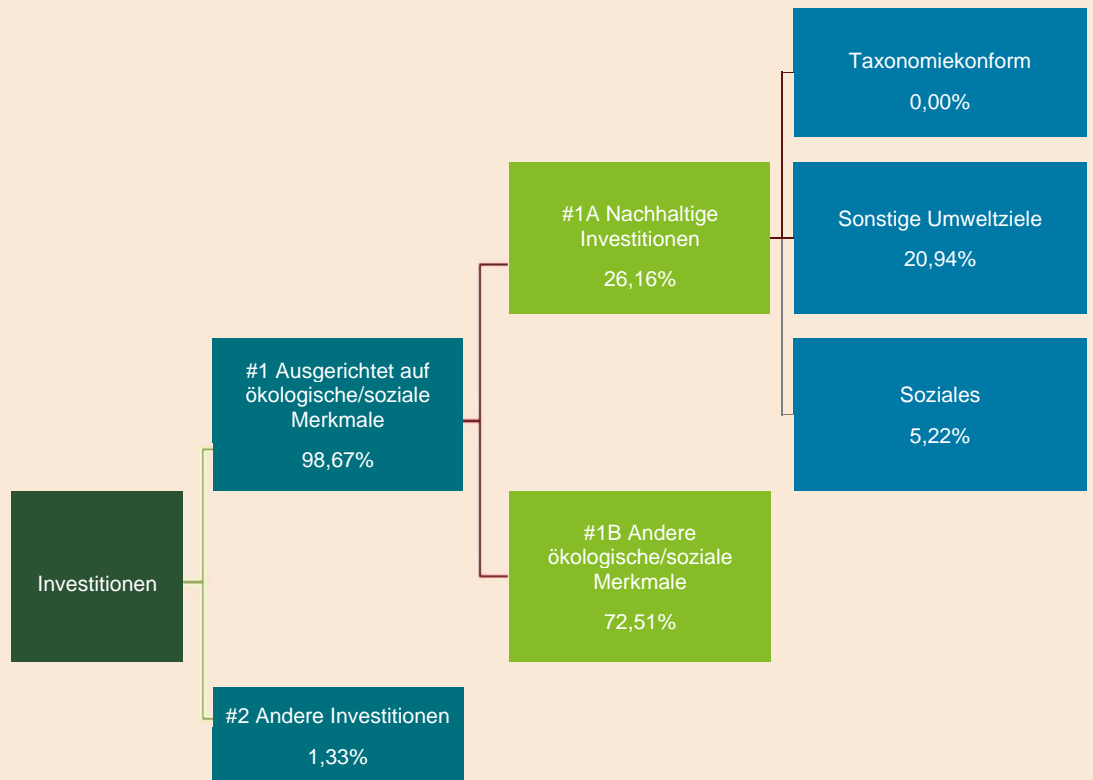 Taxonomiekonform
0,00%
#1A Nachhaltige
Investitionen
26,16%
Sonstige Umweltziele
20,94%
#1 Ausgerichtet auf
ökologische/soziale
Merkmale
98,67%
Soziales
5,22%
Investitionen
#1B Andere
ökologische/soziale
Merkmale
72,51%
#2 Andere Investitionen
1,33%